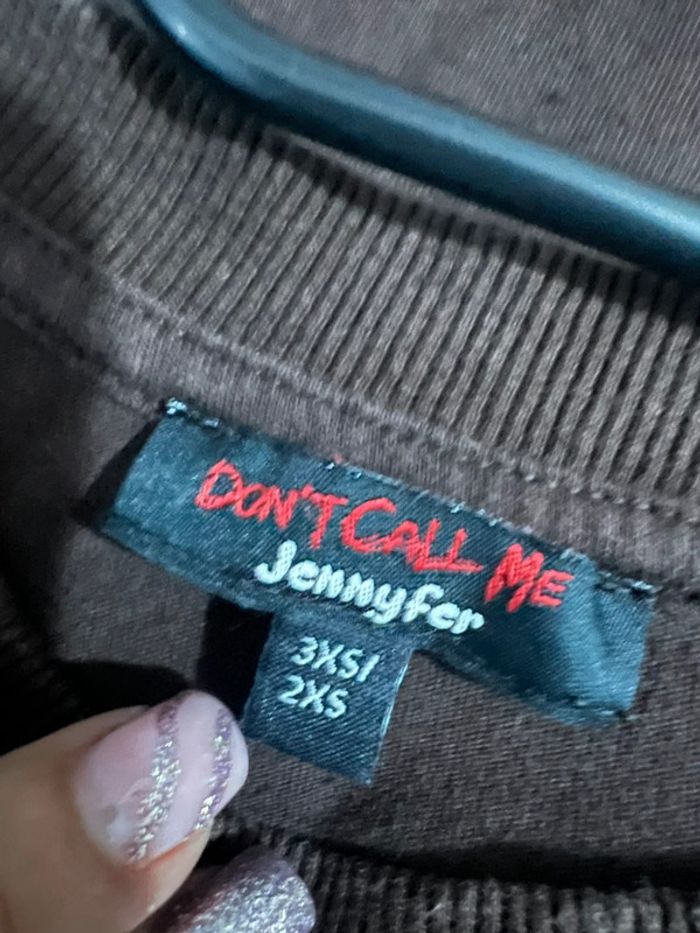 DON'T CALL ME
Jennyfer
3XS/
2XS